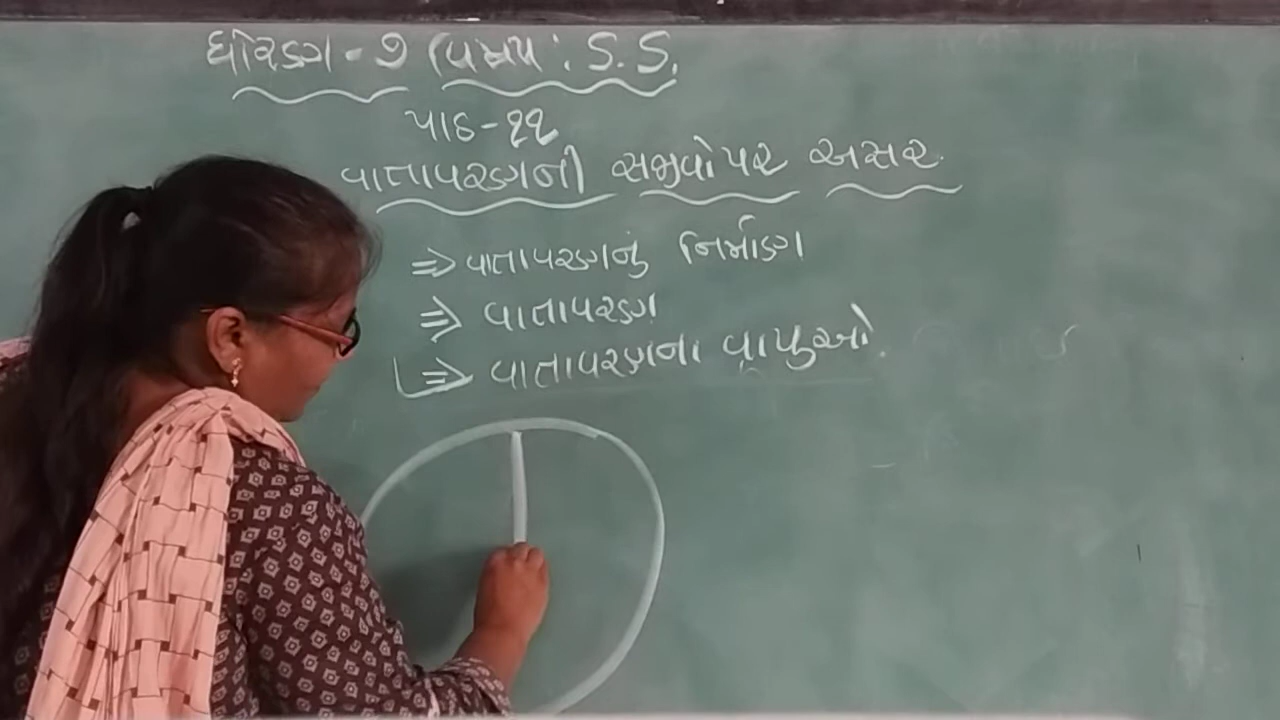 ધોરણ - ૭ વિષય : S. S.
પાઠ - ૧૧
વાતાવરણની સજીવો પર અસર
⇒ વાતાવરણનું નિર્માણ
⇒ વાતાવરણ
⇒ વાતાવરણના વાયુઓ.